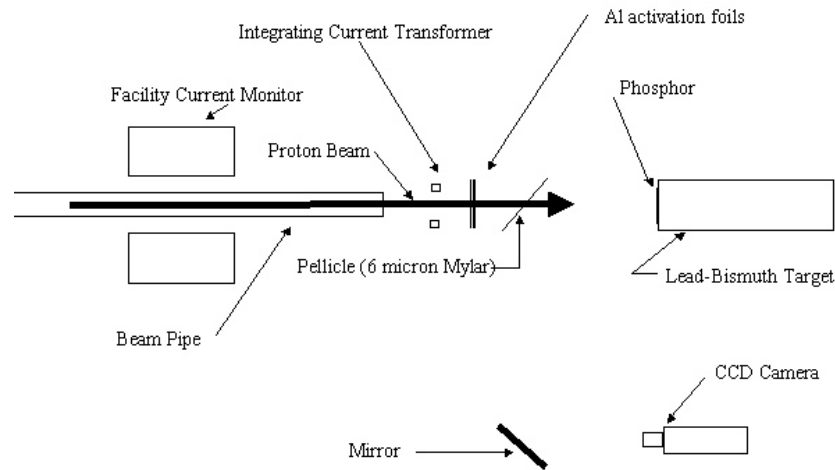 Al activation foils
Integrating Current Transformer
Phosphor
Facility Current Monitor
Proton Beam
Pellicle (6 micron Mylar)
Lead-Bismuth Target
Beam Pipe
CCD Camera
Mirror